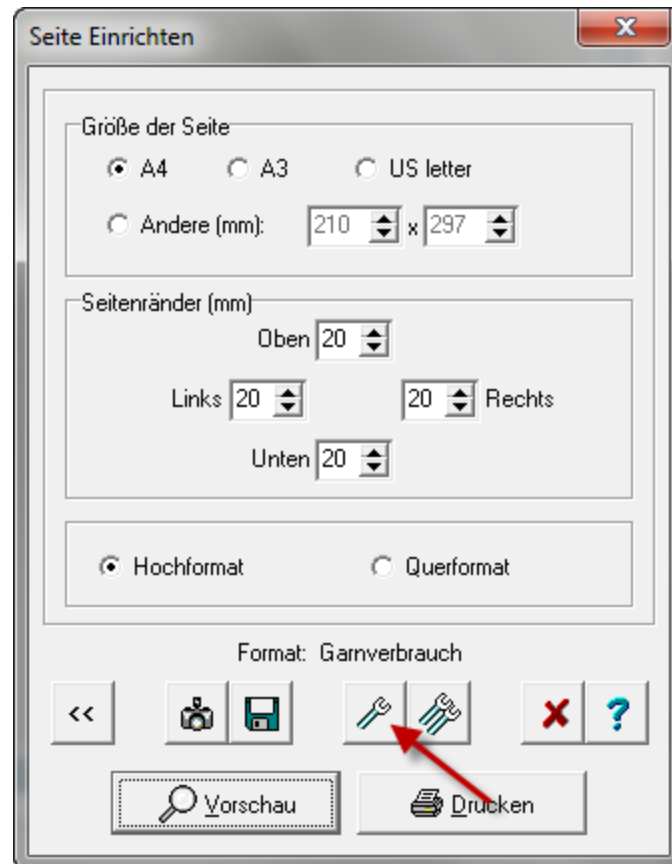 Seite Einrichten
Größe der Seite
A4 A3 US letter
Andere (mm): 210 x 297
Seitenränder (mm)
Oben 20
Links 20 20 Rechts
Unten 20
Hochformat Querformat
Format: Garnverbrauch
<< ?
Vorschau Drucken